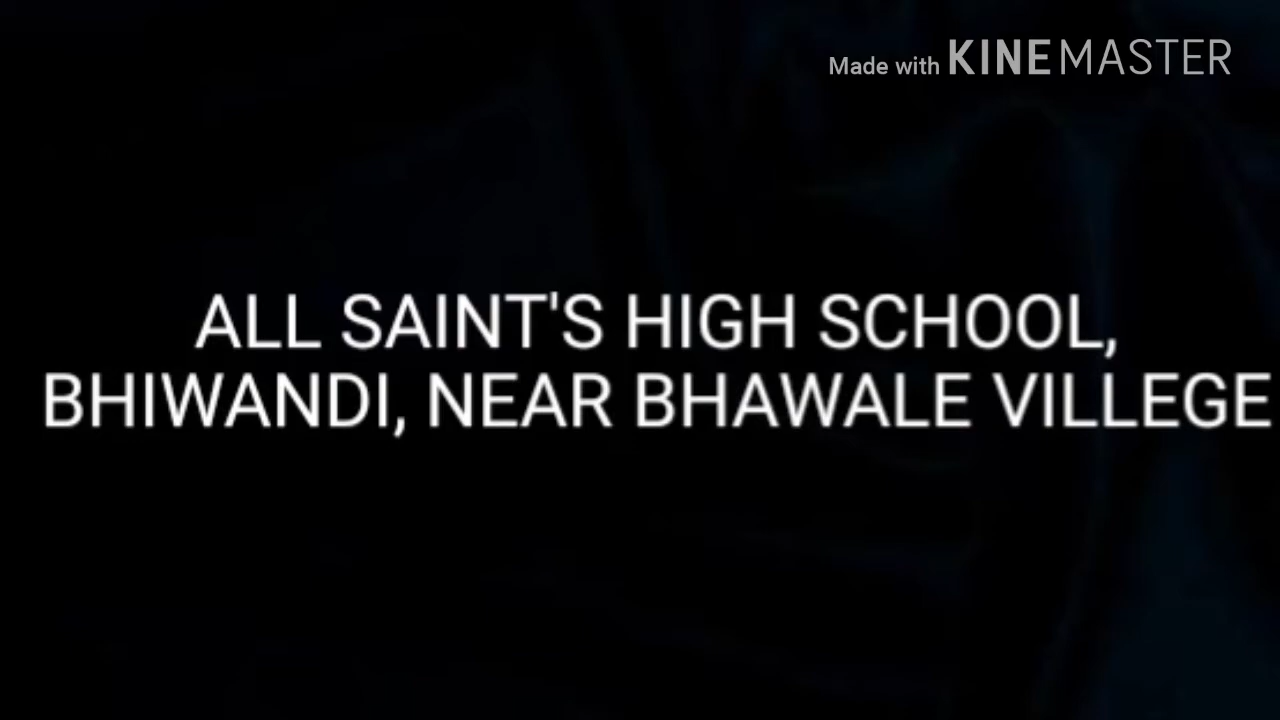 Made with KINEMASTER
ALL SAINT'S HIGH SCHOOL,
BHIWANDI, NEAR BHAWALE VILLEGE